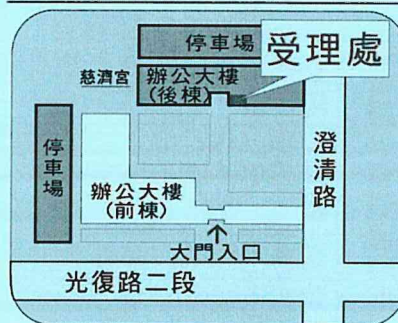 停車場
受理處
慈濟宮
辦公大樓
(後棟)
停車場
澄清路
辦公大樓
(前棟)
大門入口
光復路二段